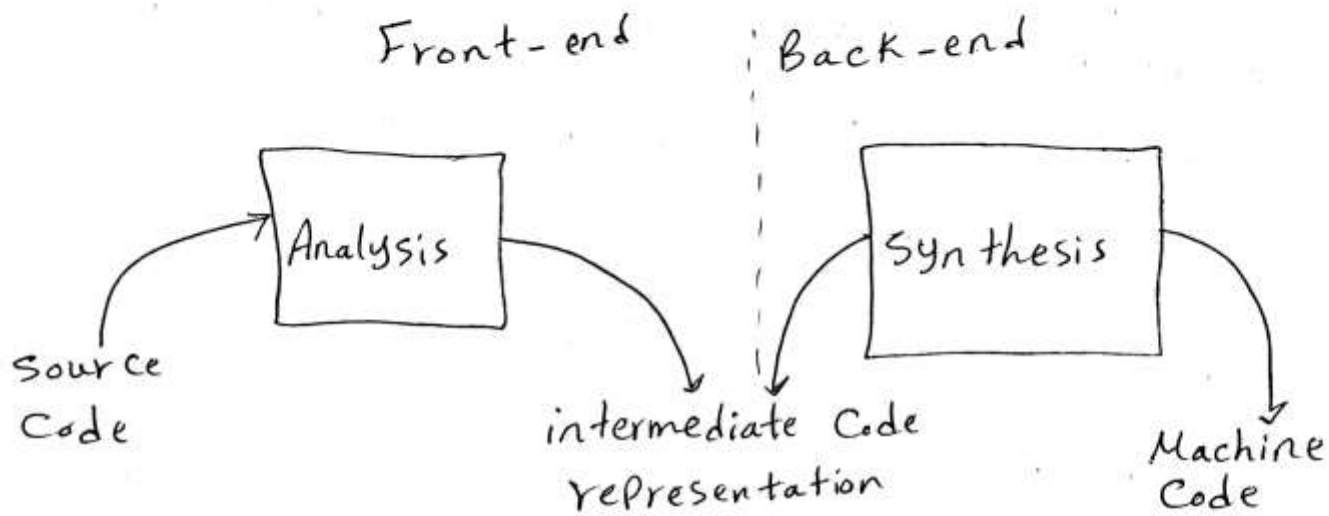 Front-end
Back-end
Analysis
Synthesis
Source
Code
intermediate Code
representation
Machine
Code